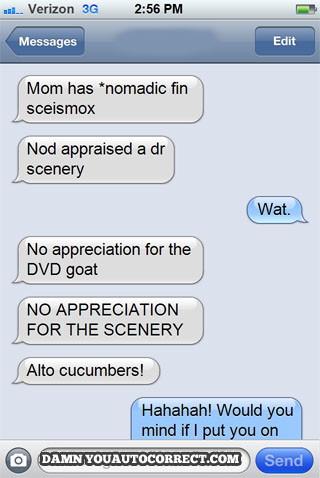 Verizon 3G 2:56 PM
Messages Edit
Mom has *nomadic fin
sceismox
Nod appraised a dr
scenery
Wat.
No appreciation for the
DVD goat
NO APPRECIATION
FOR THE SCENERY
Alto cucumbers!
Hahahah! Would you
mind if I put you on
DAMNYOUAUTOCORRECT.COM Send